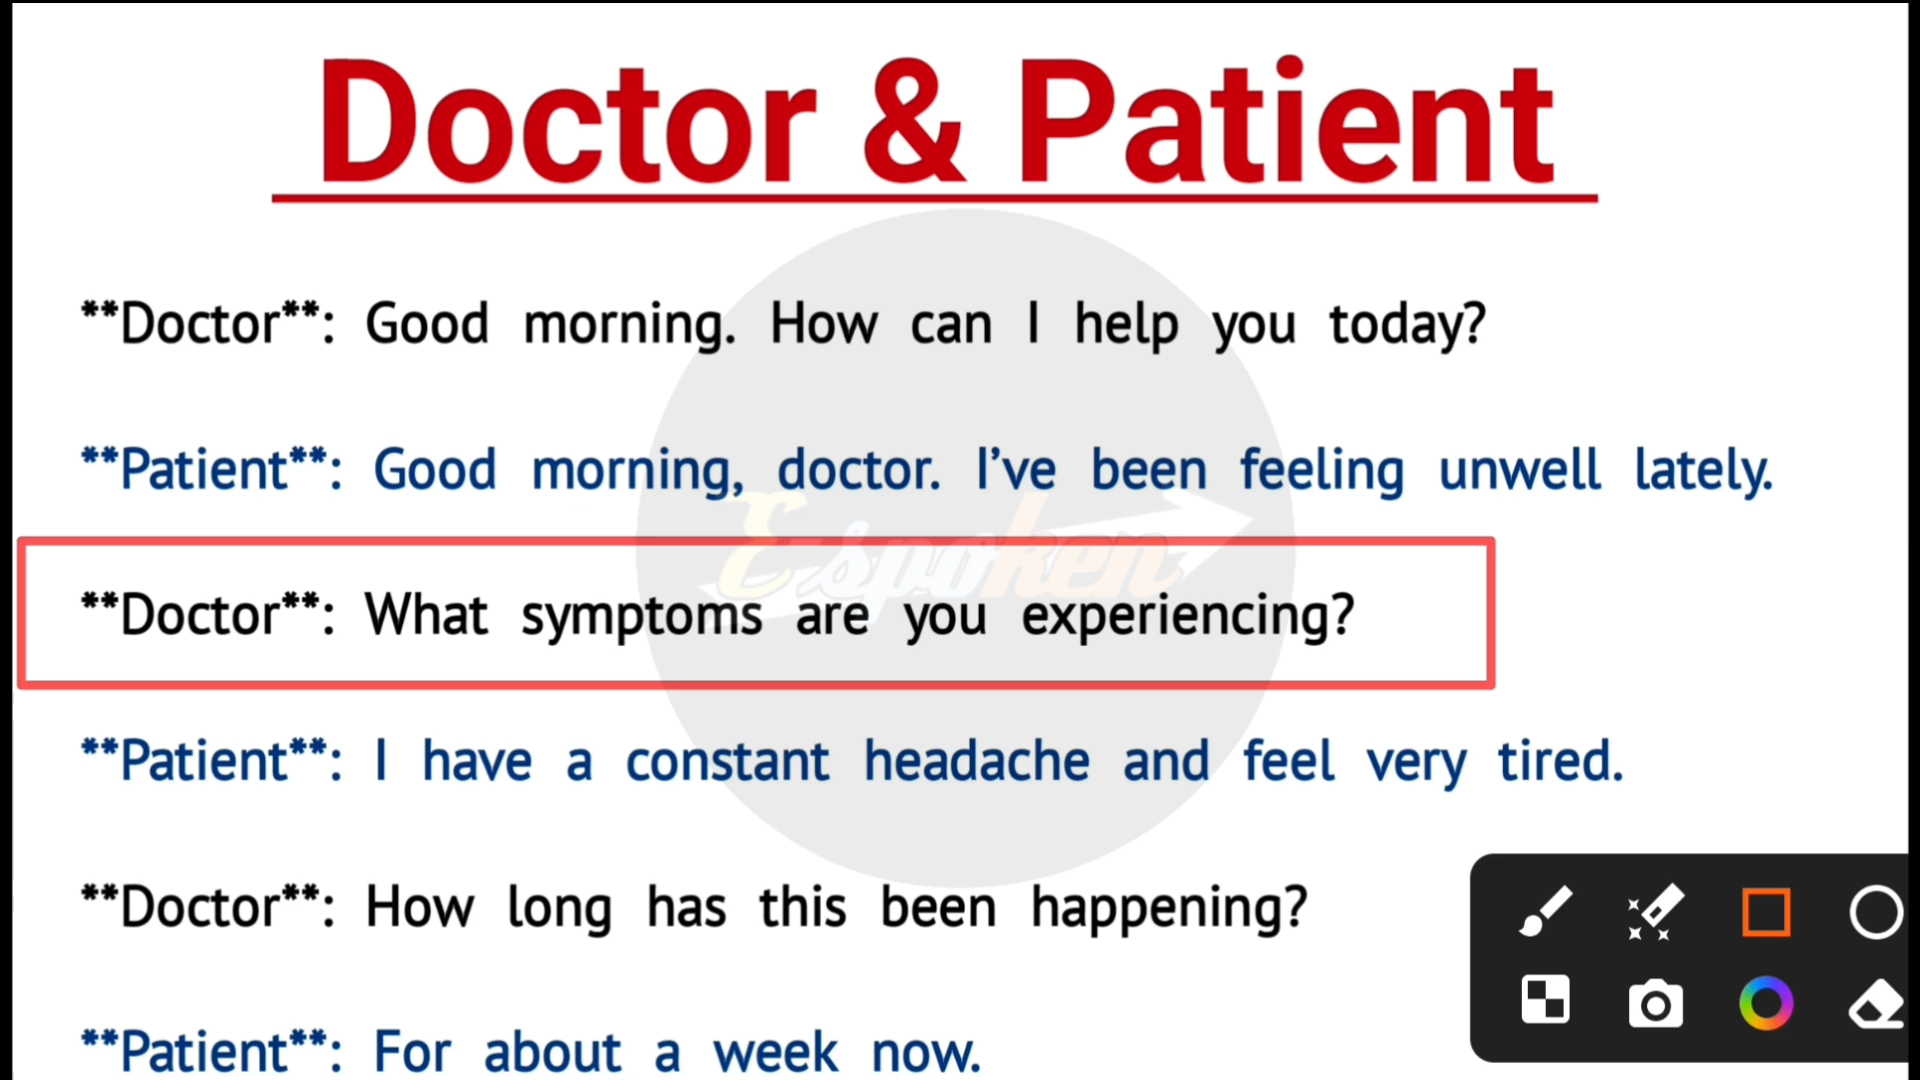 Doctor & Patient
**Doctor**: Good morning. How can I help you today?
**Patient**: Good morning, doctor. I’ve been feeling unwell lately.
Espoken
**Doctor**: What symptoms are you experiencing?
**Patient**: I have a constant headache and feel very tired.
**Doctor**: How long has this been happening?
**Patient**: For about a week now.